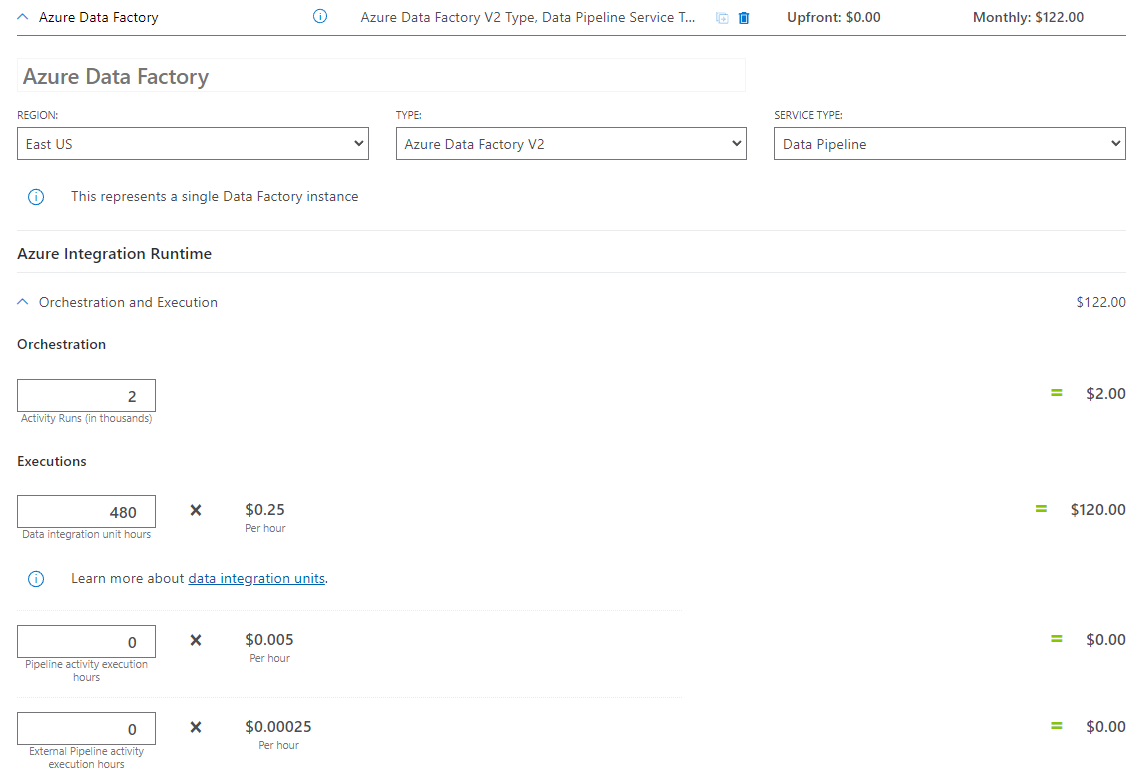 Azure Data Factory
Azure Data Factory V2 Type, Data Pipeline Service T...
Upfront: $0.00
Monthly: $122.00
Azure Data Factory
REGION:
TYPE:
SERVICE TYPE:
East US
Azure Data Factory V2
Data Pipeline
This represents a single Data Factory instance
Azure Integration Runtime
Orchestration and Execution
$122.00
Orchestration
2
= $2.00
Activity Runs (in thousands)
Executions
480
× $0.25
= $120.00
Data integration unit hours
Per hour
Learn more about data integration units.
0
× $0.005
= $0.00
Pipeline activity execution
hours
Per hour
0
× $0.00025
= $0.00
External Pipeline activity
execution hours
Per hour